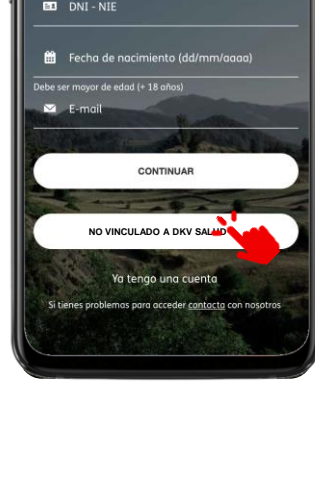 DNI - NIE
Fecha de nacimiento (dd/mm/aaaa)
Debe ser mayor de edad (+ 18 años)
E-mail
CONTINUAR
NO VINCULADO A DKV SALUD
Ya tengo una cuenta
Si tienes problemas para acceder contacta con nosotros